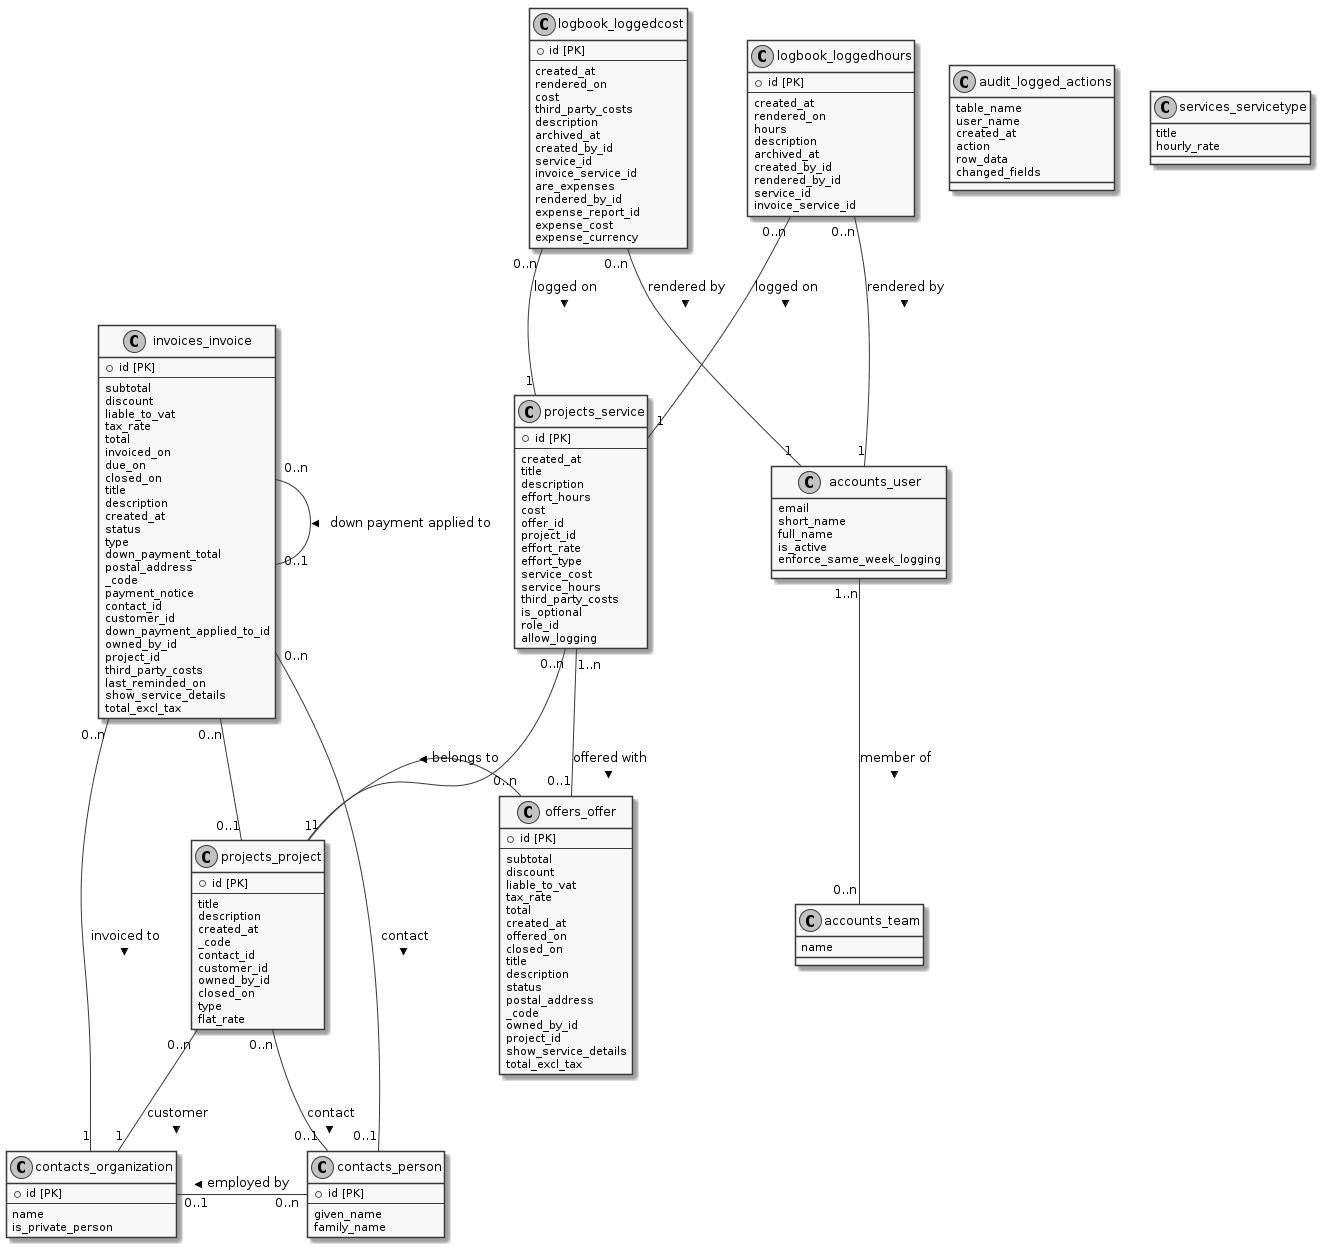 C logbook_loggedcost
id [PK]
created_at
rendered_on
cost
third_party_costs
description
archived_at
created_by_id
service_id
invoice_service_id
are_expenses
rendered_by_id
expense_report_id
expense_cost
expense_currency
C logbook_loggedhours
id [PK]
created_at
rendered_on
hours
description
archived_at
created_by_id
rendered_by_id
service_id
invoice_service_id
C audit_logged_actions
table_name
user_name
created_at
action
row_data
changed_fields
C services_servicetype
title
hourly_rate
0..n
0..n
0..n
0..n
logged on
rendered by
logged on
rendered by
1
1
1
1
C invoices_invoice
id [PK]
subtotal
discount
liable_to_vat
tax_rate
total
invoiced_on
due_on
closed_on
title
description
created_at
status
type
down_payment_total
postal_address
_code
payment_notice
contact_id
customer_id
down_payment_applied_to_id
owned_by_id
project_id
third_party_costs
last_reminded_on
show_service_details
total_excl_tax
0..n
down payment applied to
0..1
0..n
C projects_service
id [PK]
created_at
title
description
effort_hours
cost
offer_id
project_id
effort_rate
effort_type
service_cost
service_hours
third_party_costs
is_optional
role_id
allow_logging
C accounts_user
email
short_name
full_name
is_active
enforce_same_week_logging
1..n
member of
0..n
C accounts_team
name
0..n
1..n
0..n
0..n
belongs to
offered with
0..n
0..1
0..1
1
1
C projects_project
id [PK]
title
description
created_at
_code
contact_id
customer_id
owned_by_id
closed_on
type
flat_rate
C offers_offer
id [PK]
subtotal
discount
liable_to_vat
tax_rate
total
created_at
offered_on
closed_on
title
description
status
postal_address
_code
owned_by_id
project_id
show_service_details
total_excl_tax
invoiced to
contact
0..n
0..n
customer
contact
1
1
0..1
0..1
C contacts_organization
id [PK]
name
is_private_person
employed by
0..1
0..n
C contacts_person
id [PK]
given_name
family_name